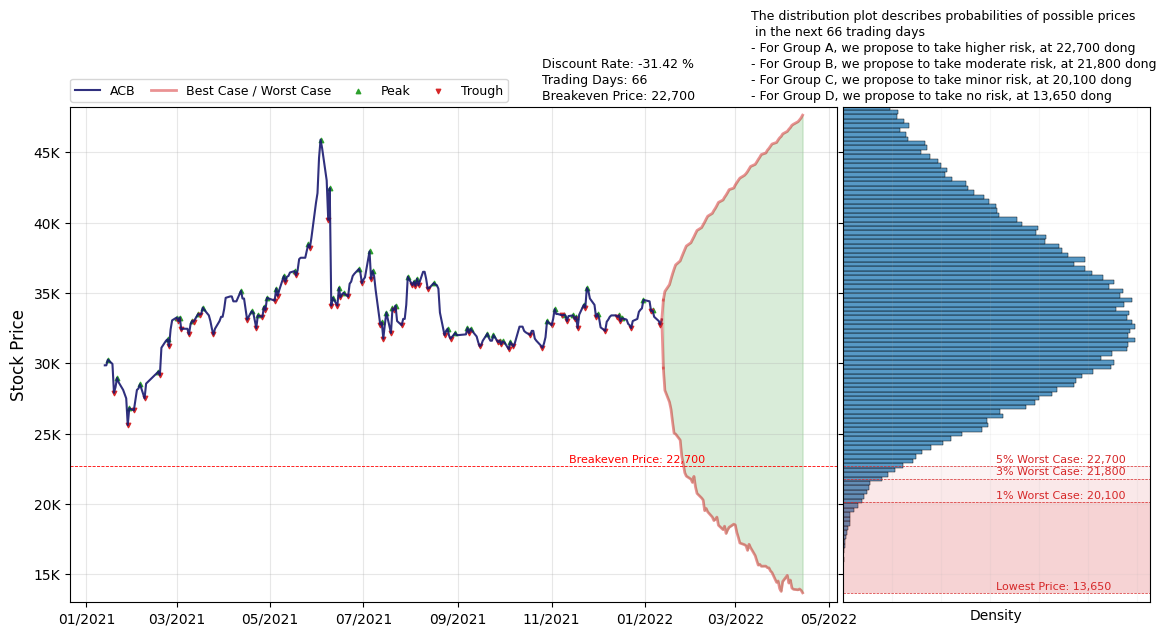 The distribution plot describes probabilities of possible prices
in the next 66 trading days
- For Group A, we propose to take higher risk, at 22,700 dong
- For Group B, we propose to take moderate risk, at 21,800 dong
- For Group C, we propose to take minor risk, at 20,100 dong
- For Group D, we propose to take no risk, at 13,650 dong
Discount Rate: -31.42 %
Trading Days: 66
Breakeven Price: 22,700
ACB
Best Case / Worst Case
Peak
Trough
Stock Price
45K
40K
35K
30K
25K
20K
15K
Breakeven Price: 22,700
01/2021
03/2021
05/2021
07/2021
09/2021
11/2021
01/2022
03/2022
05/2022
5% Worst Case: 22,700
3% Worst Case: 21,800
1% Worst Case: 20,100
Lowest Price: 13,650
Density